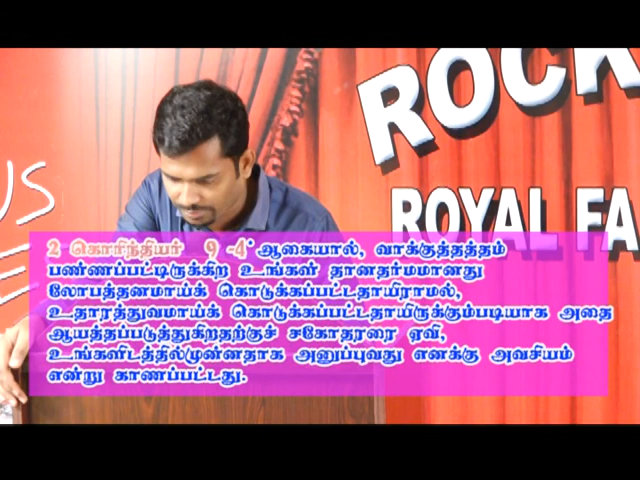 US
E
ROCK
ROYAL FA
2 கொரிந்தியர் 9 -4 ஆகையால், வாக்குத்தத்தம்
பண்ணப்பட்டிருக்கிற உங்கள் தானதர்மமானது
லோபத்தனமாய்க் கொடுக்கப்பட்டதாயிராமல்,
உதாரத்துவமாய்க் கொடுக்கப்பட்டதாயிருக்கும்படியாக அதை
ஆயத்தப்படுத்துகிறதற்குச் சகோதரரை ஏவி,
உங்களிடத்தில்முன்னதாக அனுப்புவது எனக்கு அவசியம்
என்று காணப்பட்டது.